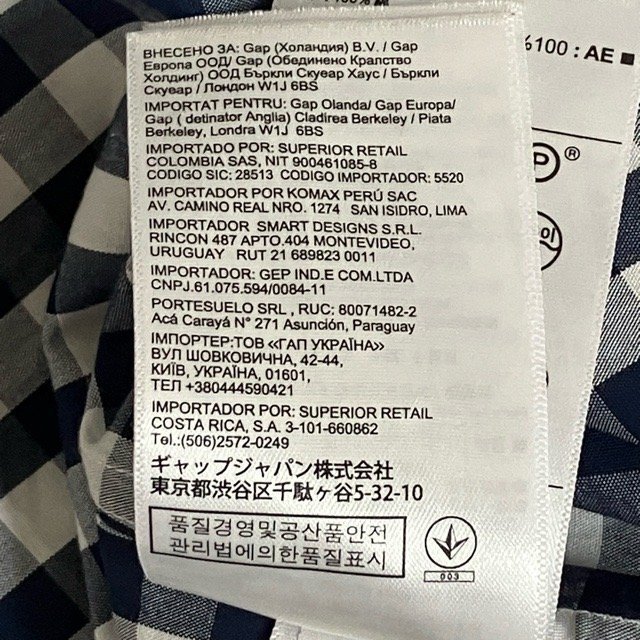 ВНЕСЕНО ЗА: Gap (Холандия) B.V. / Gap
Европа ООД/ Gap (Обединено Кралство
Холдинг) ООД Бъркли Скуеар Хаус / Бъркли
Скуеар / Лондон W1J 6BS
IMPORTAT PENTRU: Gap Olanda/ Gap Europa/
Gap ( detinator Anglia) Cladirea Berkeley / Piata
Berkeley, Londra W1J 6BS
IMPORTADO POR: SUPERIOR RETAIL
COLOMBIA SAS, NIT 900461085-8
CODIGO SIC: 28513 CODIGO IMPORTADOR: 5520
IMPORTADOR POR KOMAX PERÚ SAC
AV. CAMINO REAL NRO. 1274 SAN ISIDRO, LIMA
IMPORTADOR SMART DESIGNS S.R.L.
RINCON 487 APTO.404 MONTEVIDEO,
URUGUAY RUT 21 689823 0011
IMPORTADOR: GEP IND.E COM.LTDA
CNPJ.61.075.594/0084-11
PORTESUELO SRL , RUC: 80071482-2
Acá Carayá N° 271 Asunción, Paraguay
ІМПОРТЕР:ТОВ «ГАП УКРАЇНА»
ВУЛ ШОВКОВИЧНА, 42-44,
КИЇВ, УКРАЇНА, 01601,
ТЕЛ +380444590421
IMPORTADOR POR: SUPERIOR RETAIL
COSTA RICA, S.A. 3-101-660862
Tel.:(506)2572-0249
ギャップジャパン株式会社
東京都渋谷区千駄ヶ谷5-32-10
품질경영및공산품안전
관리법에의한품질표시
003
%100 : AE
P®
이